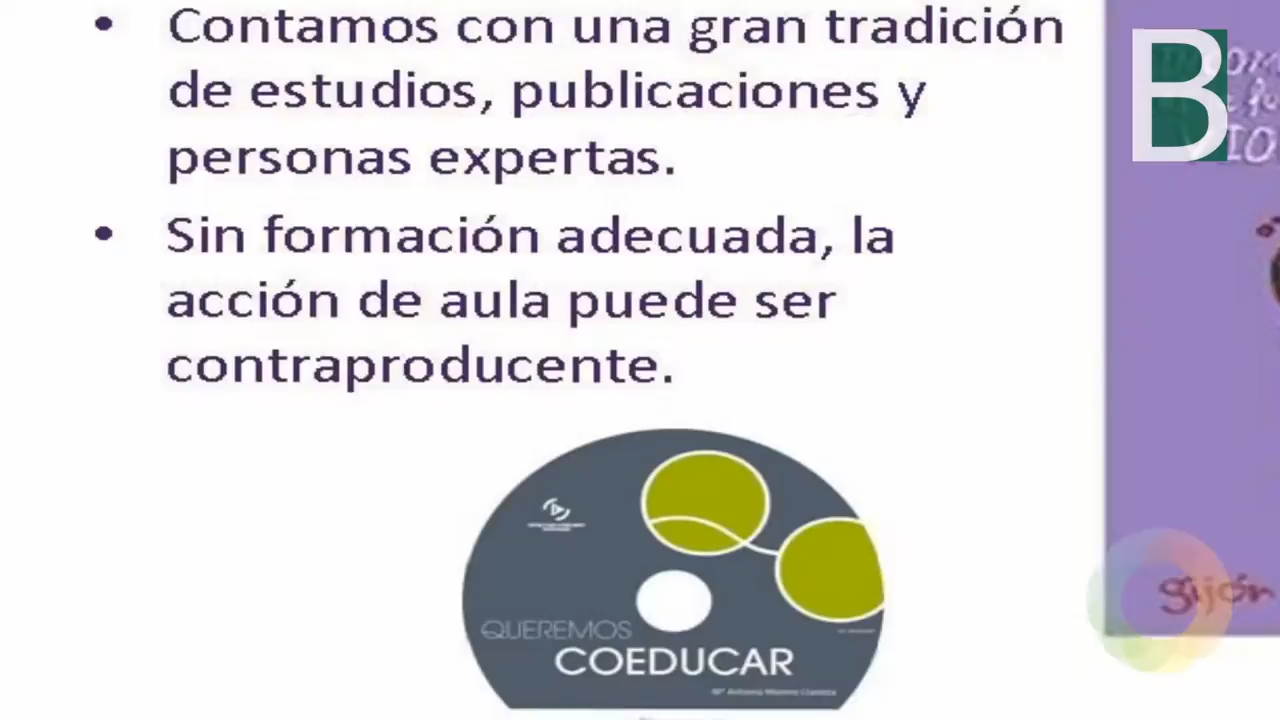 • Contamos con una gran tradición
de estudios, publicaciones y
personas expertas.
• Sin formación adecuada, la
acción de aula puede ser
contraproducente.
B
QUEREMOS
COEDUCAR
gijón